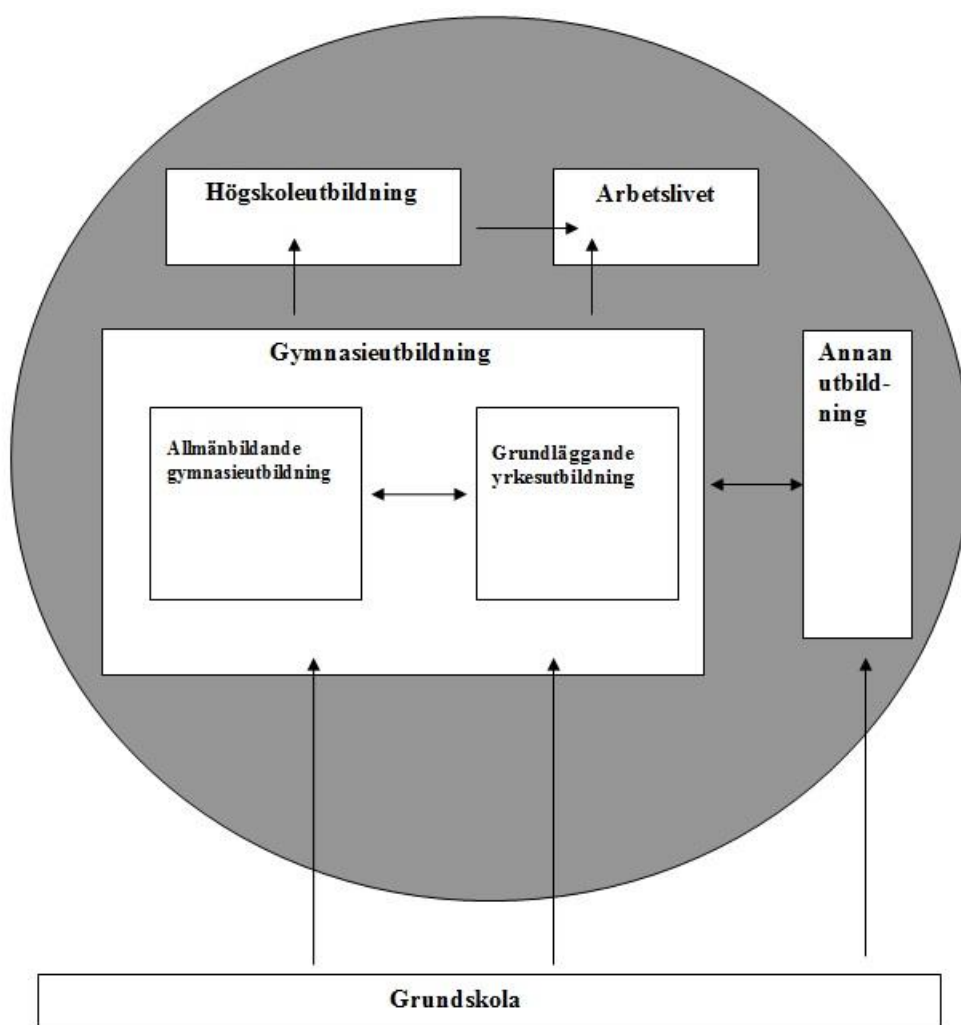 Högskoleutbildning
Arbetslivet
Gymnasieutbildning
Annan
utbild-
ning
Allmänbildande
gymnasieutbildning
Grundläggande
yrkesutbildning
Grundskola